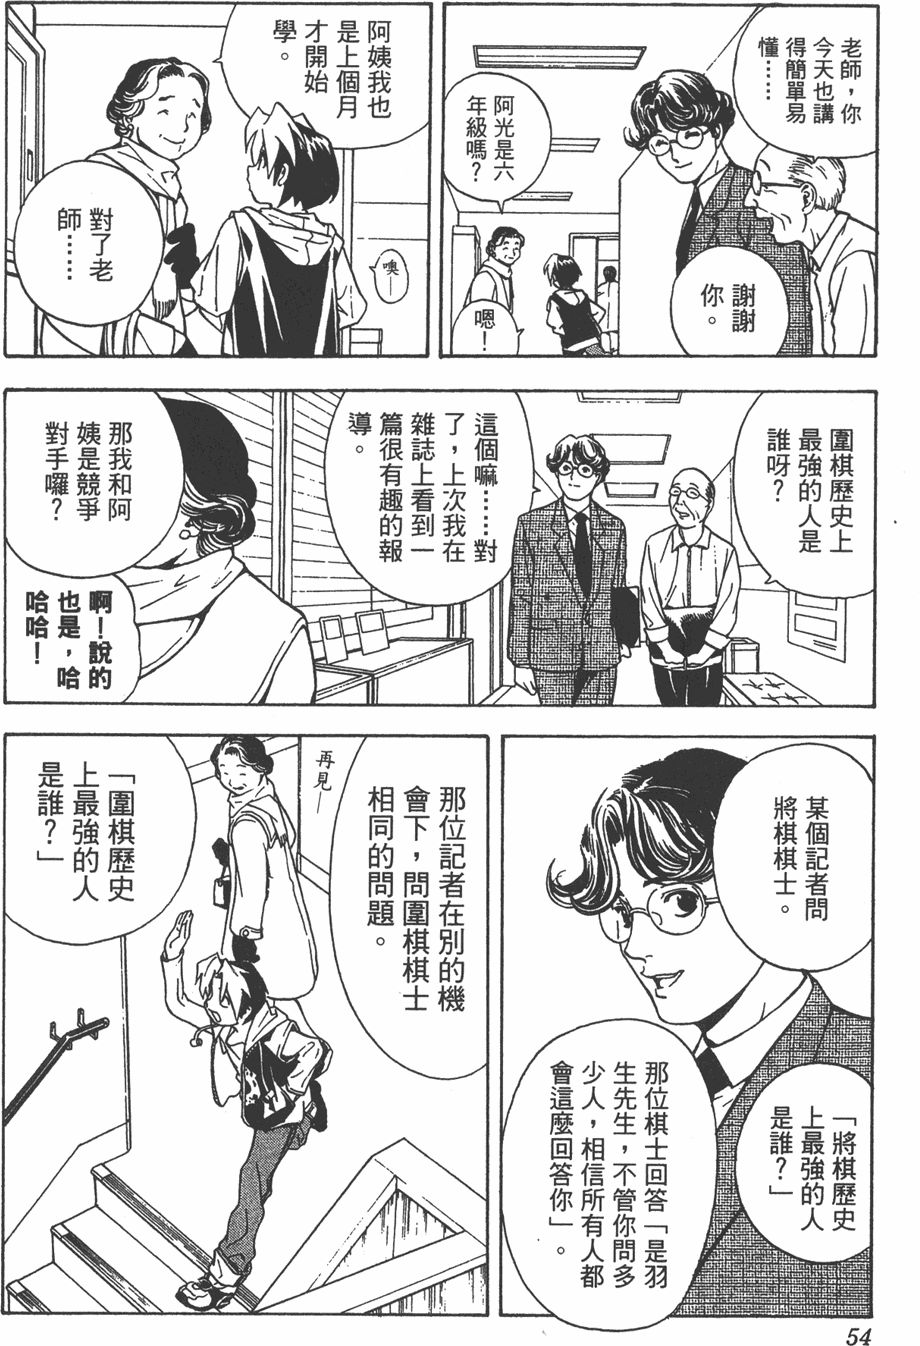 老師，你
今天也講
得簡單易
懂……
阿光是六
年級嗎？
謝謝
你。
嗯！
阿姨我也
是上個月
才開始
學。
噢—
對了老
師……
圍棋歷史上
最強的人是
誰呀？
這個嘛……對
了，上次我在
雜誌上看到一
篇很有趣的報
導。
那我和阿
姨是競爭
對手囉？
啊！說的
也是，哈
哈哈！
某個記者問
將棋棋士。
「將棋歷史
上最強的人
是誰？」
那位棋士回答「是羽
生先生，不管你問多
少人，相信所有人都
會這麼回答你」。
那位記者在別的機
會下，問圍棋棋士
相同的問題。
再見—
「圍棋歷史
上最強的人
是誰？」
54